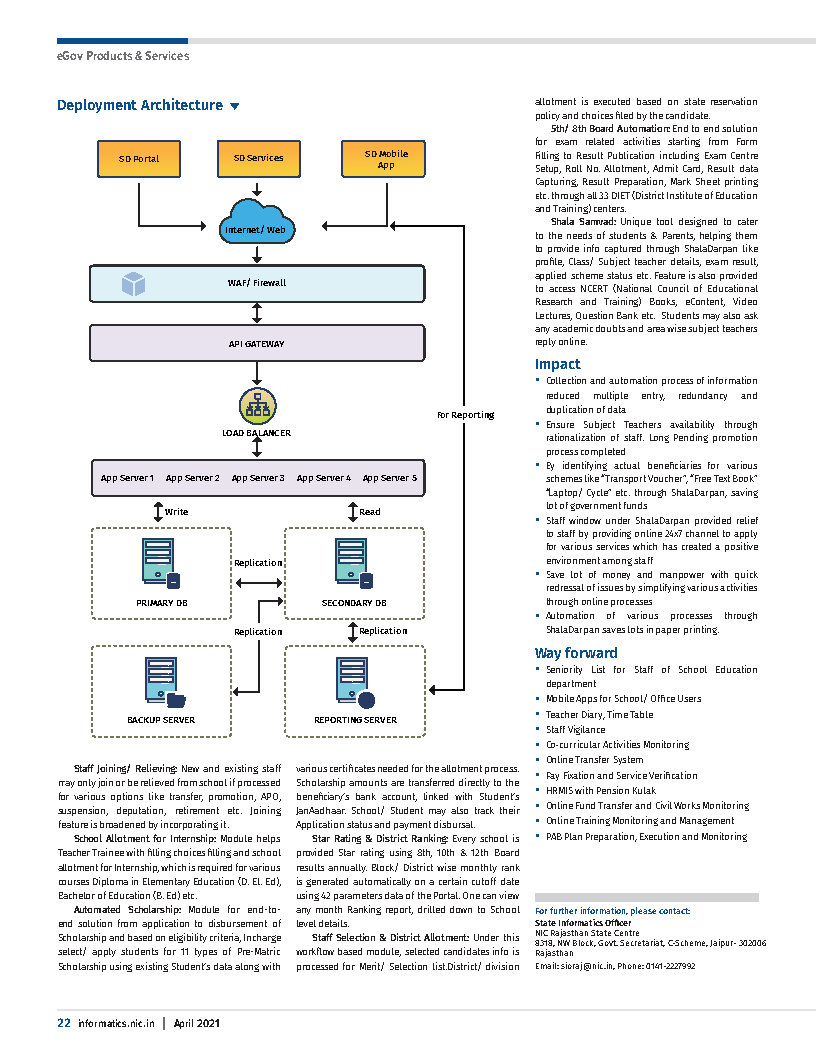 eGov Products & Services
Deployment Architecture
SD Portal
SD Services
SD Mobile
App
Internet/ Web
WAF/ Firewall
API GATEWAY
LOAD BALANCER
For Reporting
App Server 1 App Server 2 App Server 3 App Server 4 App Server 5
Write
Read
Replication
PRIMARY DB
SECONDARY DB
Replication
Replication
BACKUP SERVER
REPORTING SERVER
Staff Joining/ Relieving: New and existing staff
may only join or be relieved from school if processed
for various options like transfer, promotion, APO,
suspension, deputation, retirement etc. Joining
feature is broadened by incorporating it.
School Allotment for Internship: Module helps
Teacher Trainee with filling choices filling and school
allotment for Internship, which is required for various
courses Diploma in Elementary Education (D. El. Ed),
Bachelor of Education (B. Ed) etc.
Automated Scholarship: Module for end-to-
end solution from application to disbursement of
Scholarship and based on eligibility criteria, Incharge
select/ apply students for 11 types of Pre-Matric
Scholarship using existing Student's data along with
various certificates needed for the allotment process.
Scholarship amounts are transferred directly to the
beneficiary's bank account, linked with Student's
JanAadhaar. School/ Student may also track their
Application status and payment disbursal.
Star Rating & District Ranking: Every school is
provided Star rating using 8th, 10th & 12th Board
results annually. Block/ District wise monthly rank
is generated automatically on a certain cutoff date
using 42 parameters data of the Portal. One can view
any month Ranking report, drilled down to School
level details.
Staff Selection & District Allotment: Under this
workflow based module, selected candidates info is
processed for Merit/ Selection list.District/ division
allotment is executed based on state reservation
policy and choices filed by the candidate.
5th/ 8th Board Automation: End to end solution
for exam related activities starting from Form
Filling to Result Publication including Exam Centre
Setup, Roll No. Allotment, Admit Card, Result data
Capturing, Result Preparation, Mark Sheet printing
etc. through all 33 DIET (District Institute of Education
and Training) centers.
Shala Samvad: Unique tool designed to cater
to the needs of students & Parents, helping them
to provide info captured through ShalaDarpan like
profile, Class/ Subject teacher details, exam result,
applied scheme status etc. Feature is also provided
to access NCERT (National Council of Educational
Research and Training) Books, eContent, Video
Lectures, Question Bank etc. Students may also ask
any academic doubts and area wise subject teachers
reply online.
Impact
• Collection and automation process of information
reduced multiple entry, redundancy and
duplication of data
• Ensure Subject Teachers availability through
rationalization of staff. Long Pending promotion
process completed
• By identifying actual beneficiaries for various
schemes like "Transport Voucher", "Free Text Book"
"Laptop/ Cycle" etc. through ShalaDarpan, saving
lot of government funds
• Staff window under ShalaDarpan provided relief
to staff by providing online 24x7 channel to apply
for various services which has created a positive
environment among staff
• Save lot of money and manpower with quick
redressal of issues by simplifying various activities
through online processes
• Automation of various processes through
ShalaDarpan saves lots in paper printing.
Way forward
• Seniority List for Staff of School Education
department
• Mobile Apps for School/ Office Users
• Teacher Diary, Time Table
• Staff Vigilance
• Co-curricular Activities Monitoring
• Online Transfer System
• Pay Fixation and Service Verification
• HRMIS with Pension Kulak
• Online Fund Transfer and Civil Works Monitoring
• Online Training Monitoring and Management
• PAB Plan Preparation, Execution and Monitoring
For further information, please contact:
State Informatics Officer
NIC Rajasthan State Centre
8318, NW Block, Govt. Secretariat, C-Scheme, Jaipur- 302006
Rajasthan
Email: sioraj@nic.in, Phone: 0141-2227992
22 informatics.nic.in | April 2021